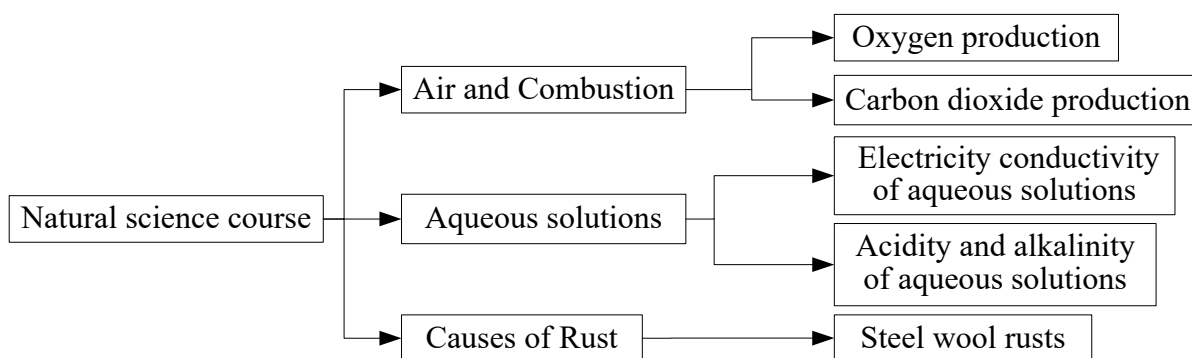 Natural science course
Air and Combustion
Oxygen production
Carbon dioxide production
Aqueous solutions
Electricity conductivity
of aqueous solutions
Acidity and alkalinity
of aqueous solutions
Causes of Rust
Steel wool rusts